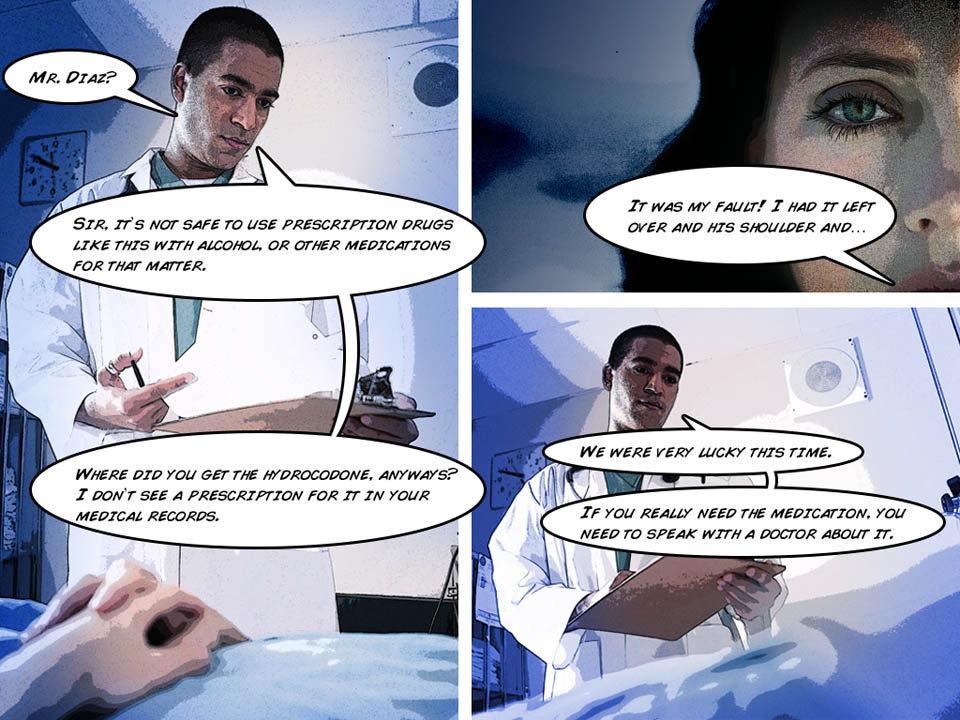 Mr. Diaz?
Sir, it's not safe to use prescription drugs
like this with alcohol, or other medications
for that matter.
Where did you get the hydrocodone, anyways?
I don't see a prescription for it in your
medical records.
It was my fault! I had it left
over and his shoulder and...
We were very lucky this time.
If you really need the medication, you
need to speak with a doctor about it.